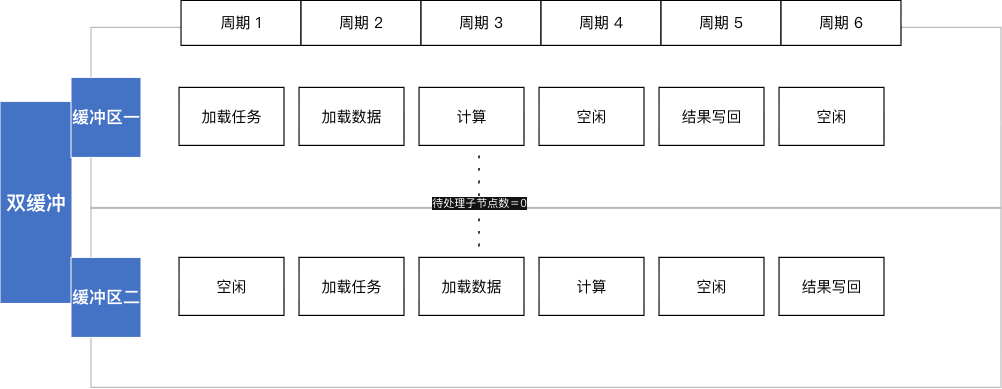 周期 1
周期 2
周期 3
周期 4
周期 5
周期 6
双缓冲
缓冲区一
加载任务
加载数据
计算
空闲
结果写回
空闲
待处理子节点数=0
缓冲区二
空闲
加载任务
加载数据
计算
空闲
结果写回